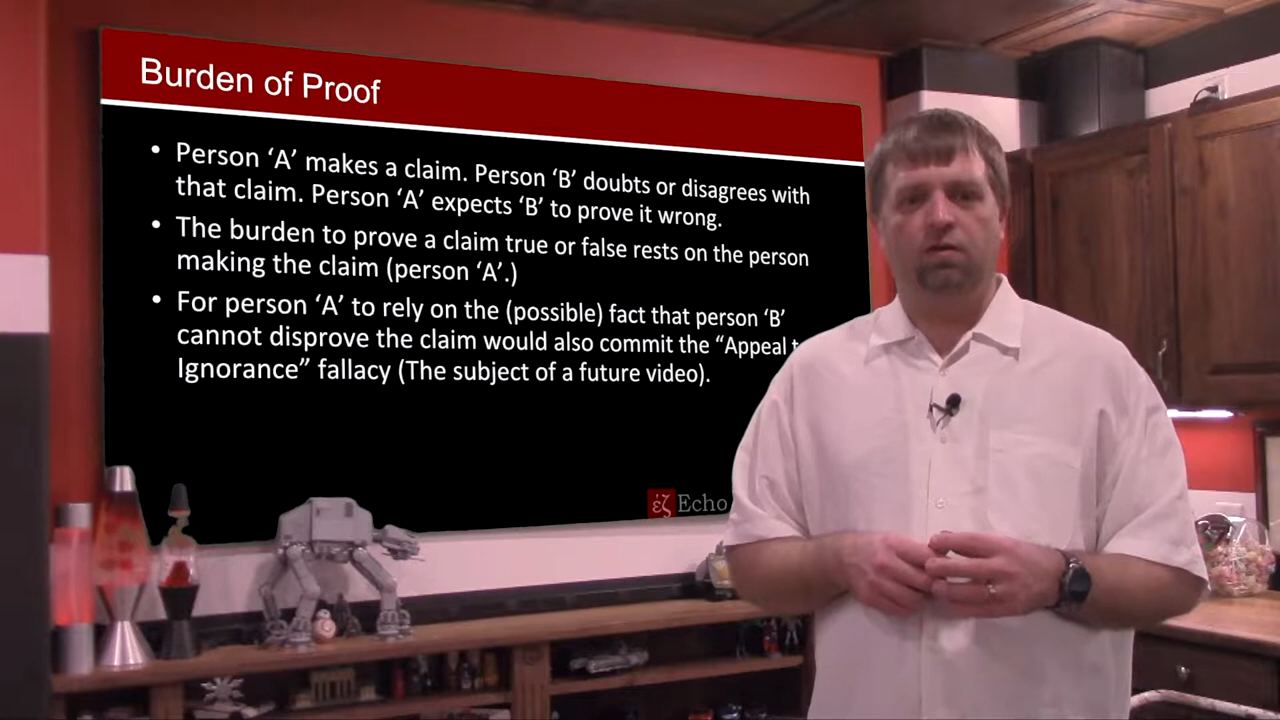 Burden of Proof
• Person ‘A’ makes a claim. Person ‘B’ doubts or disagrees with
that claim. Person ‘A’ expects ‘B’ to prove it wrong.
• The burden to prove a claim true or false rests on the person
making the claim (person ‘A’.)
• For person ‘A’ to rely on the (possible) fact that person ‘B’
cannot disprove the claim would also commit the “Appeal
Ignorance” fallacy (The subject of a future video).
ἐζ Echo